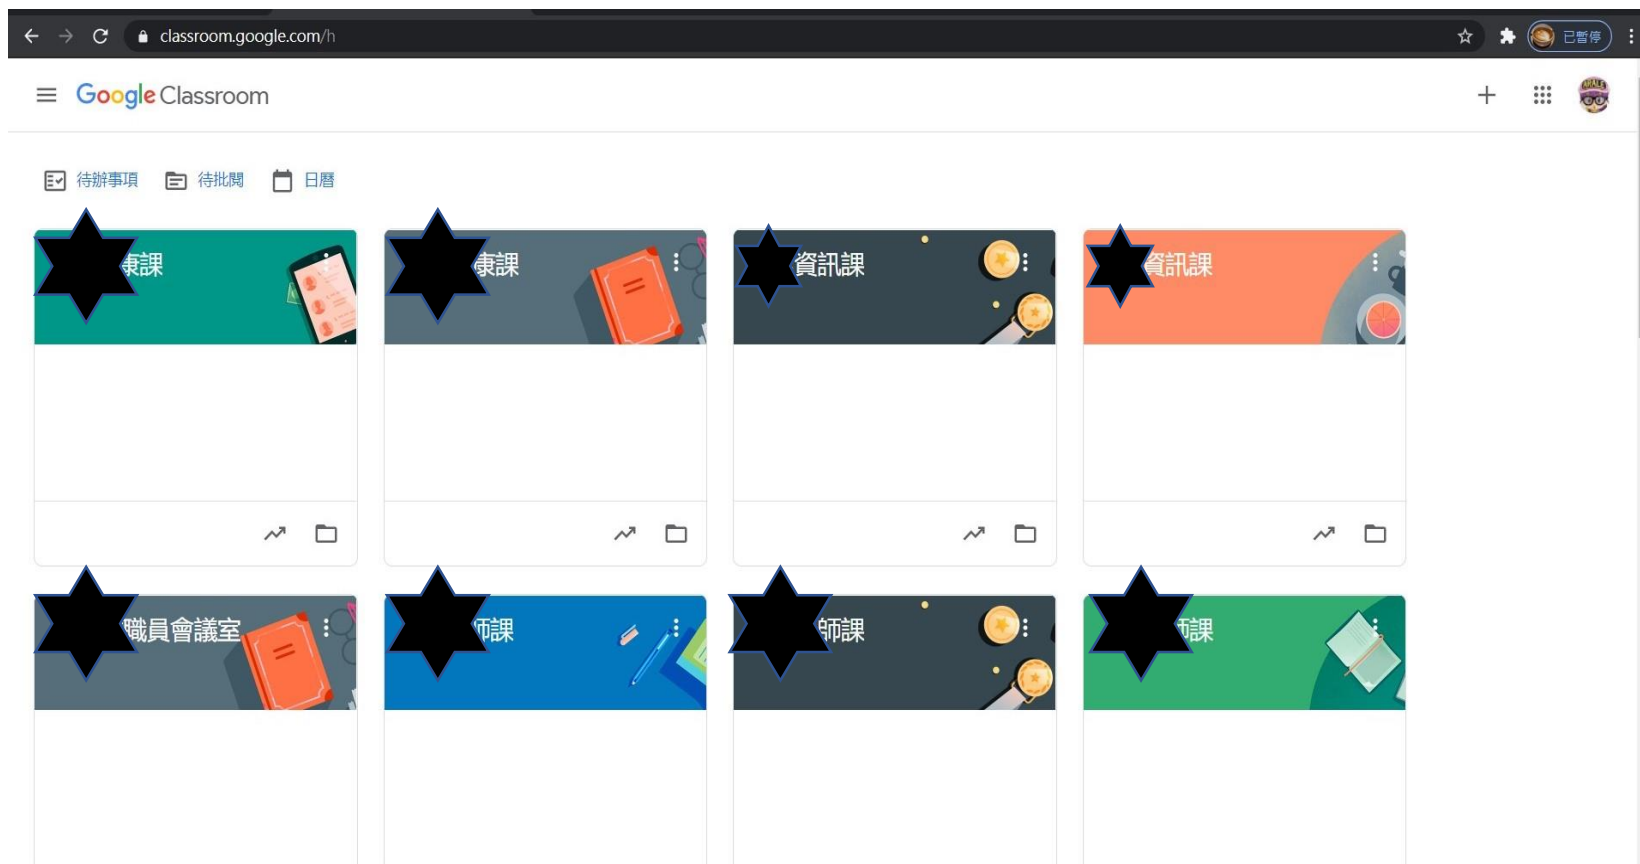 classroom.google.com/h
已暫停
Google Classroom
待辦事項 待批閱 日曆
康課
康課
資訊課
資訊課
職員會議室
師課
師課
師課